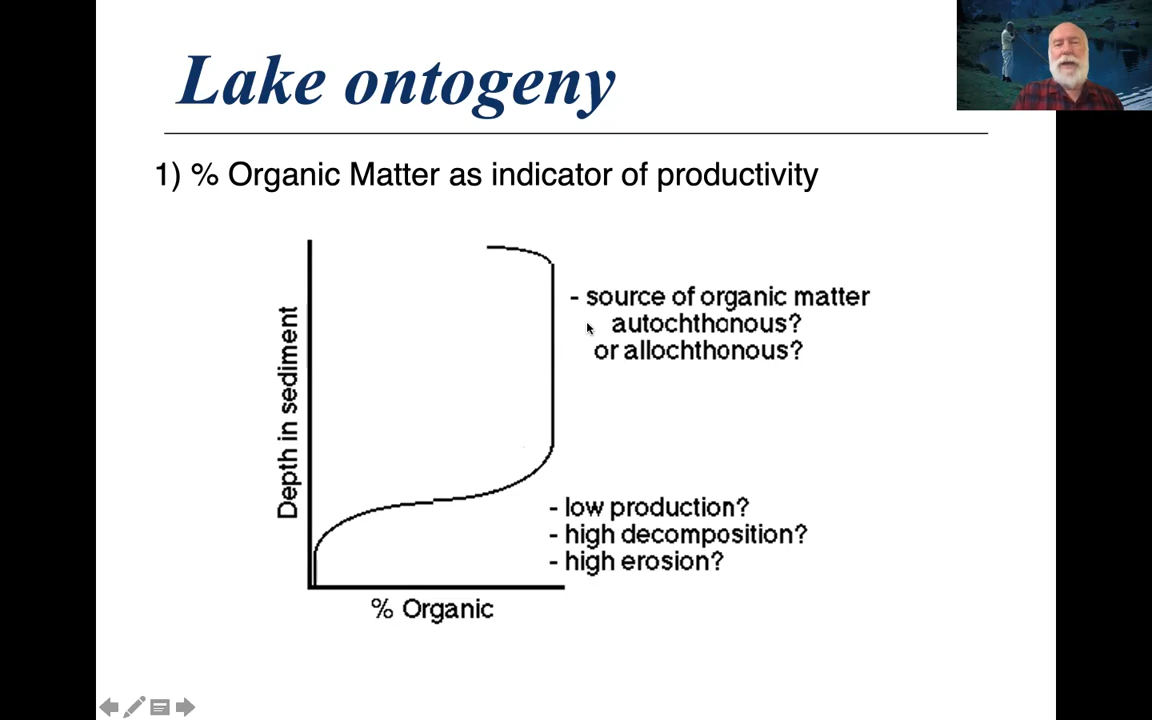 Lake ontogeny
1) % Organic Matter as indicator of productivity
- source of organic matter
autochthonous?
or allochthonous?
Depth in sediment
- low production?
- high decomposition?
- high erosion?
% Organic